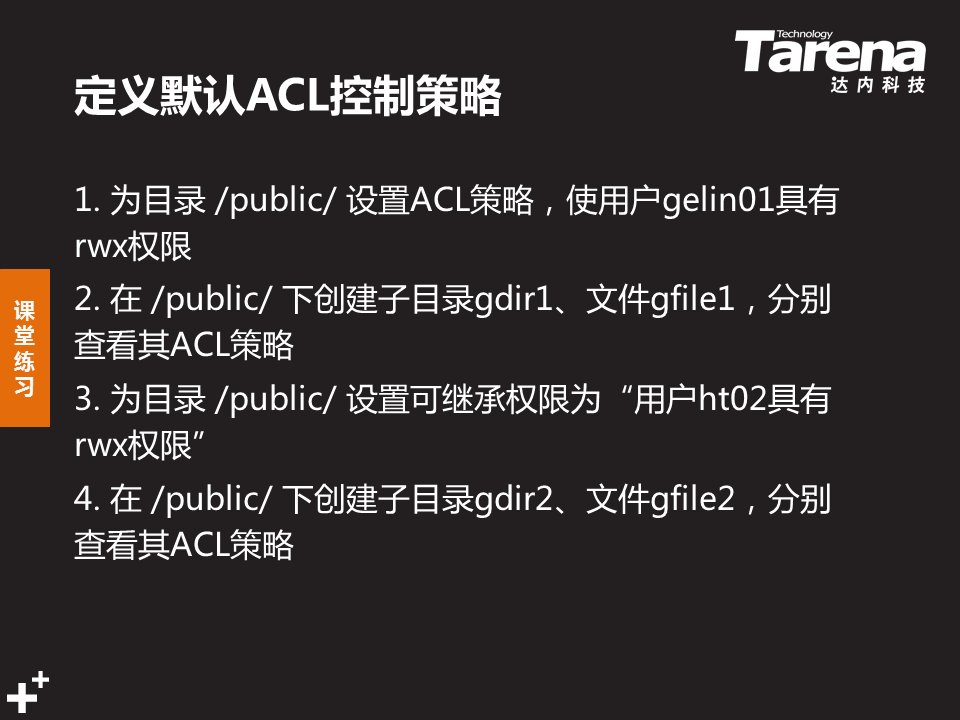 Technology
Tarena
达内科技
定义默认ACL控制策略
1. 为目录 /public/ 设置ACL策略，使用户gelin01具有
rwx权限
2. 在 /public/ 下创建子目录gdir1、文件gfile1，分别
查看其ACL策略
3. 为目录 /public/ 设置可继承权限为“用户ht02具有
rwx权限”
4. 在 /public/ 下创建子目录gdir2、文件gfile2，分别
查看其ACL策略
课
堂
练
习